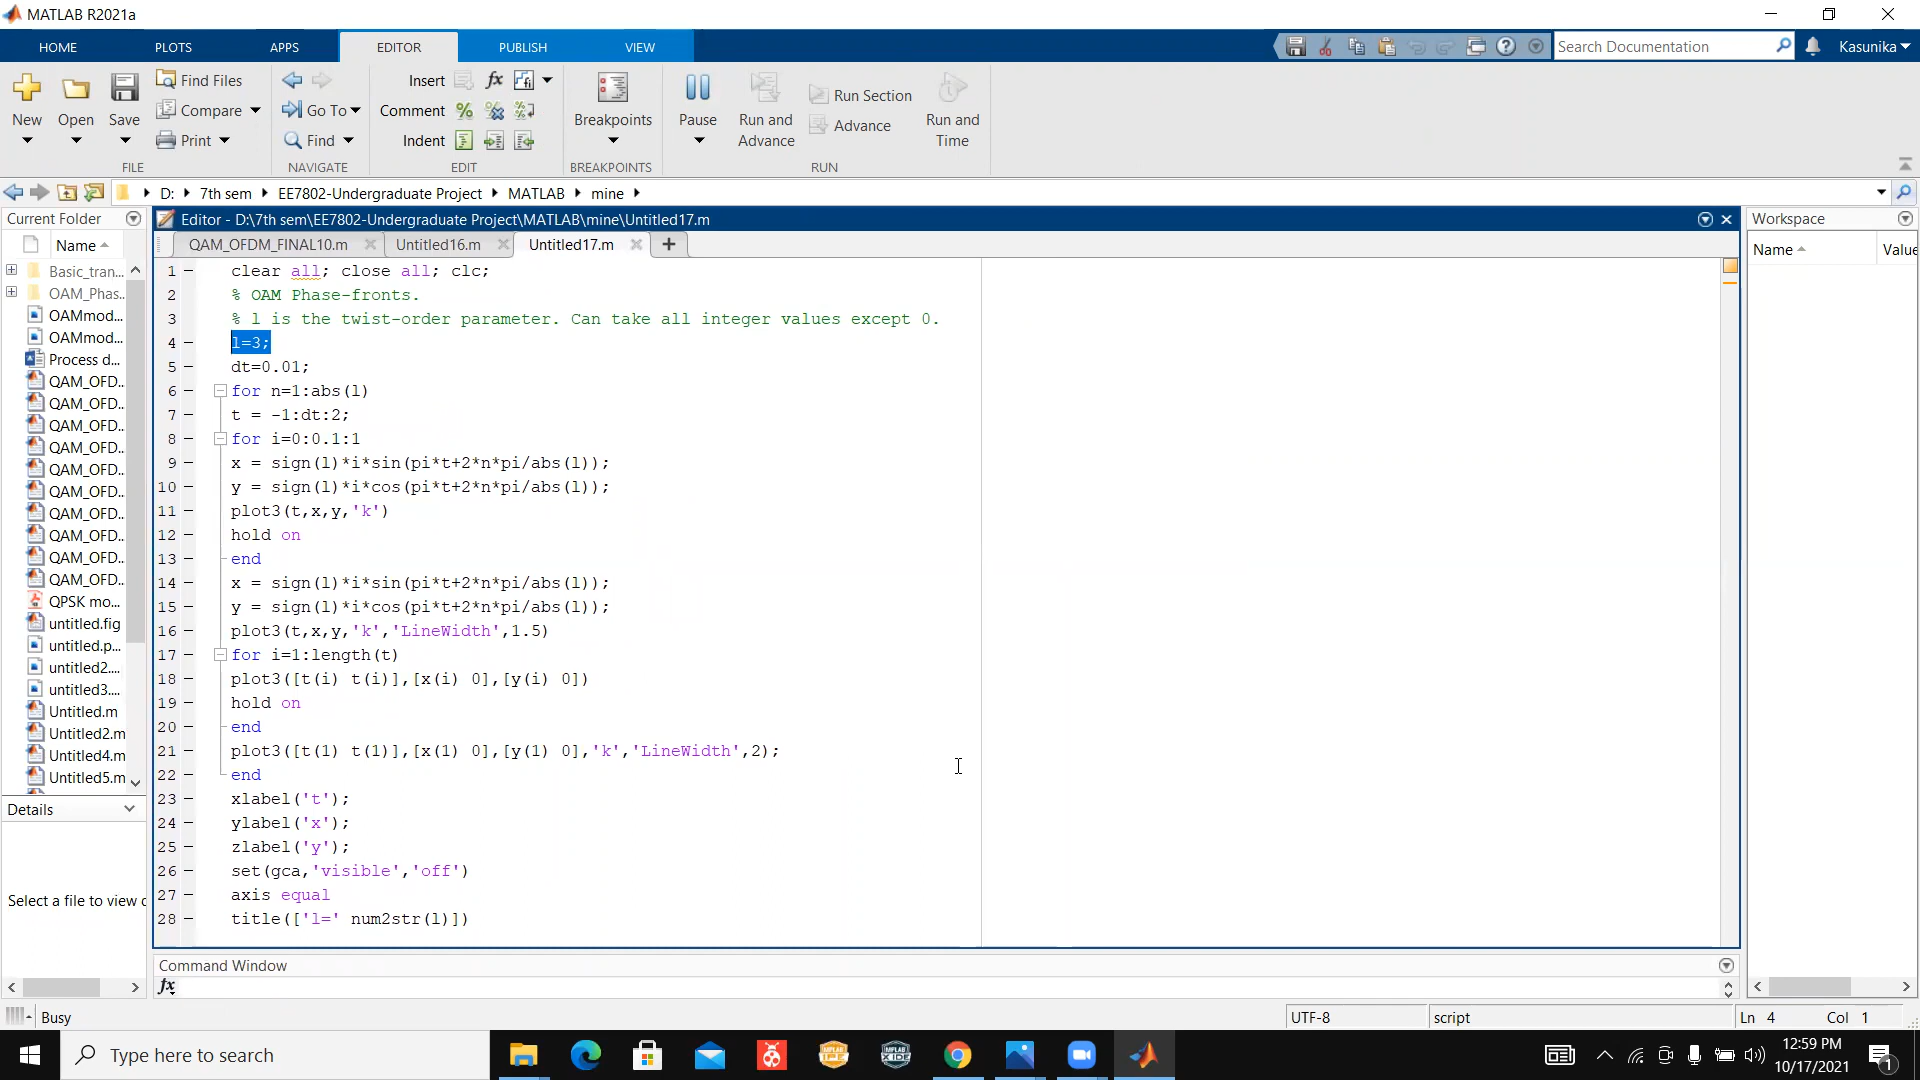 MATLAB R2021a
HOME PLOTS APPS EDITOR PUBLISH VIEW Search Documentation Kasunika
New Open Save Find Files Compare Print Go To Find Insert Comment Indent Breakpoints Pause Run and Advance Run Section Advance Run and Time
FILE NAVIGATE EDIT BREAKPOINTS RUN
D: 7th sem EE7802-Undergraduate Project MATLAB mine
Current Folder
Name
Basic_tran...
OAM_Phas...
OAMmod...
OAMmod...
Process d...
QAM_OFD...
QAM_OFD...
QAM_OFD...
QAM_OFD...
QAM_OFD...
QAM_OFD...
QAM_OFD...
QAM_OFD...
QAM_OFD...
QAM_OFD...
QPSK mo...
untitled.fig
untitled.p...
untitled2....
untitled3....
Untitled.m
Untitled2.m
Untitled4.m
Untitled5.m
Details
Select a file to view
Editor - D:\7th sem\EE7802-Undergraduate Project\MATLAB\mine\Untitled17.m
QAM_OFDM_FINAL10.m Untitled16.m Untitled17.m
1 clear all; close all; clc;
2 % OAM Phase-fronts.
3 % l is the twist-order parameter. Can take all integer values except 0.
4 l=3;
5 dt=0.01;
6 for n=1:abs(l)
7 t = -1:dt:2;
8 for i=0:0.1:1
9 x = sign(l)*i*sin(pi*t+2*n*pi/abs(l));
10 y = sign(l)*i*cos(pi*t+2*n*pi/abs(l));
11 plot3(t,x,y,'k')
12 hold on
13 end
14 x = sign(l)*i*sin(pi*t+2*n*pi/abs(l));
15 y = sign(l)*i*cos(pi*t+2*n*pi/abs(l));
16 plot3(t,x,y,'k','LineWidth',1.5)
17 for i=1:length(t)
18 plot3([t(i) t(i)],[x(i) 0],[y(i) 0])
19 hold on
20 end
21 plot3([t(1) t(1)],[x(1) 0],[y(1) 0],'k','LineWidth',2);
22 end
23 xlabel('t');
24 ylabel('x');
25 zlabel('y');
26 set(gca,'visible','off')
27 axis equal
28 title(['l=' num2str(l)])
Command Window
fx
Workspace
Name Value
Busy UTF-8 script Ln 4 Col 1
Type here to search
12:59 PM
10/17/2021
1